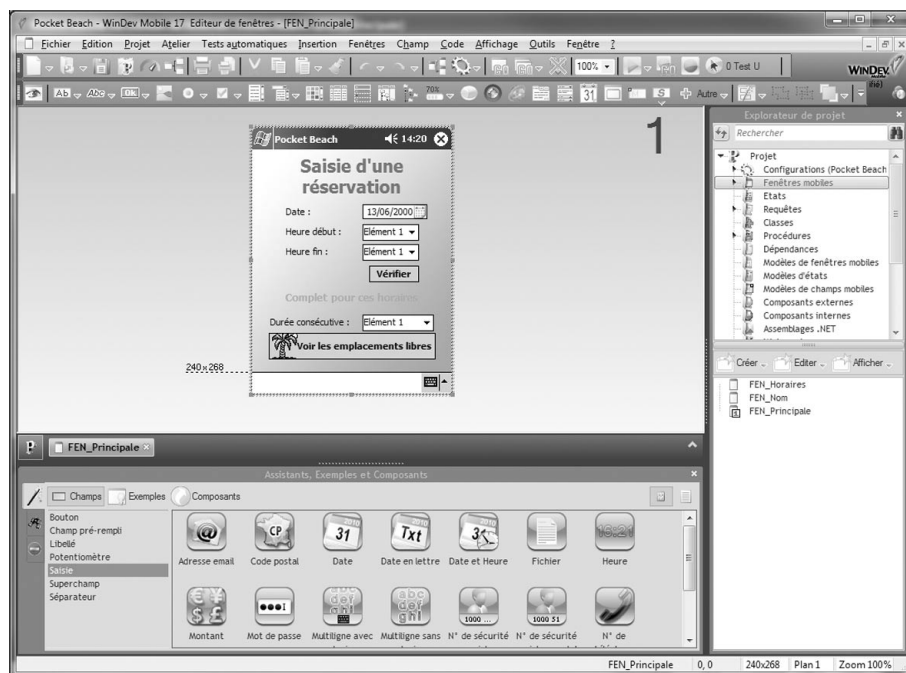 Pocket Beach - WinDev Mobile 17 Editeur de fenêtres - [FEN_Principale]
Fichier Edition Projet Atelier Tests automatiques Insertion Fenêtres Champ Code Affichage Outils Fenêtre ?
100% 0 Test U WINDEV
Ab Abc OK 70% 31 S Autre
1
Pocket Beach 14:20
Saisie d'une
réservation
Date : 13/06/2000
Heure début : Elément 1
Heure fin : Elément 1
Vérifier
Complet pour ces horaires
Durée consécutive : Elément 1
Voir les emplacements libres
240x268
Explorateur de projet
Rechercher
Projet
Configurations (Pocket Beach
Fenêtres mobiles
Etats
Requêtes
Classes
Procédures
Dépendances
Modèles de fenêtres mobiles
Modèles d'états
Modèles de champs mobiles
Composants externes
Composants internes
Assemblages .NET
Créer Editer Afficher
FEN_Horaires
FEN_Nom
FEN_Principale
FEN_Principale
Assistants, Exemples et Composants
Champs Exemples Composants
Bouton
Champ pré-rempli
Libellé
Potentiomètre
Saisie
Superchamp
Séparateur
Adresse email Code postal Date Date en lettre Date et Heure Fichier Heure
Montant Mot de passe Multiligne avec Multiligne sans N° de sécurité N° de sécurité N° de
FEN_Principale 0, 0 240x268 Plan 1 Zoom 100%